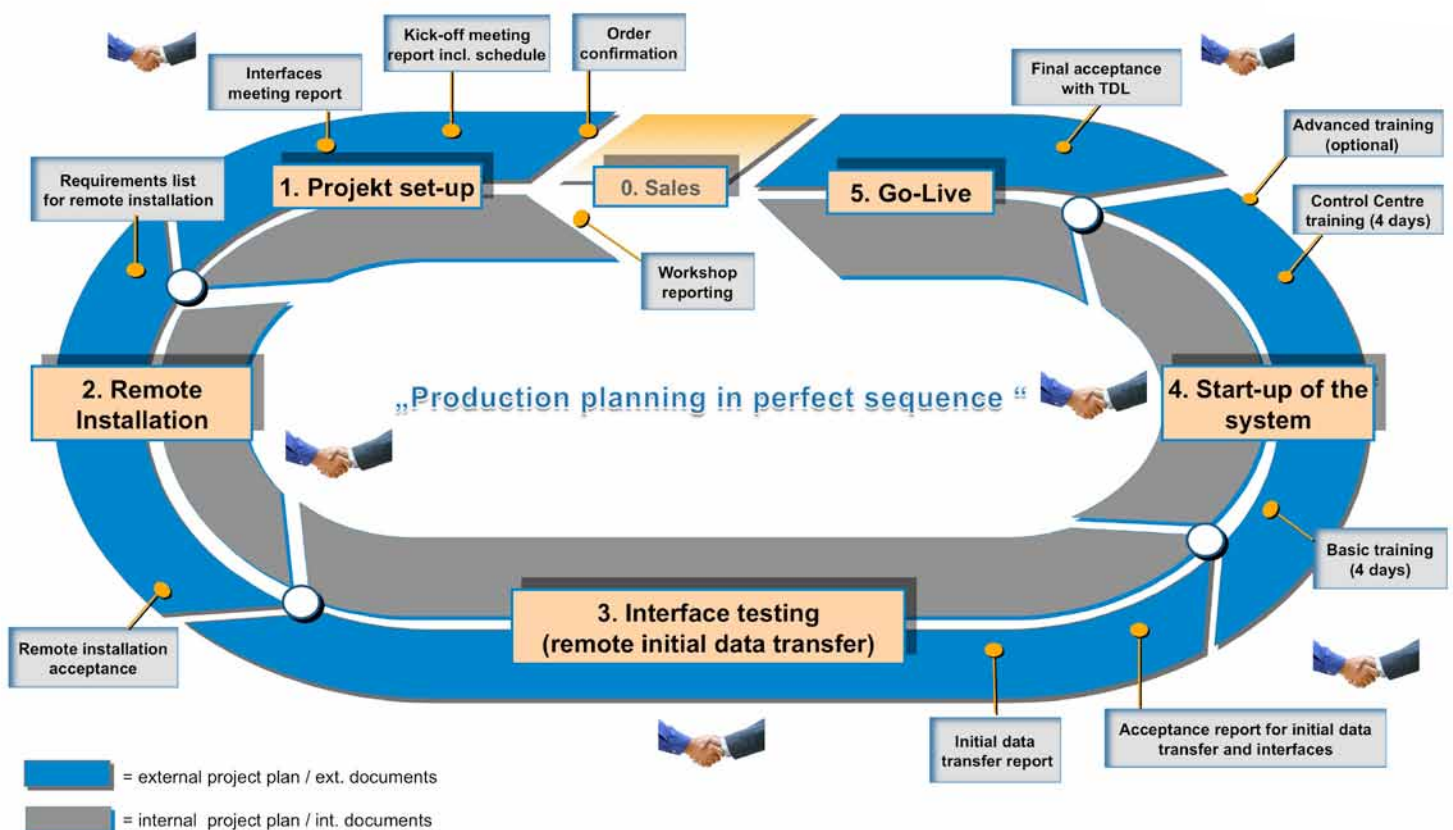 Kick-off meeting
report incl. schedule
Order
confirmation
Interfaces
meeting report
Final acceptance
with TDL
Advanced training
(optional)
Requirements list
for remote installation
1. Projekt set-up
0. Sales
5. Go-Live
Control Centre
training (4 days)
Workshop
reporting
2. Remote
Installation
„Production planning in perfect sequence “
4. Start-up of the
system
Basic training
(4 days)
3. Interface testing
(remote initial data transfer)
Remote installation
acceptance
Initial data
transfer report
Acceptance report for initial data
transfer and interfaces
= external project plan / ext. documents
= internal project plan / int. documents